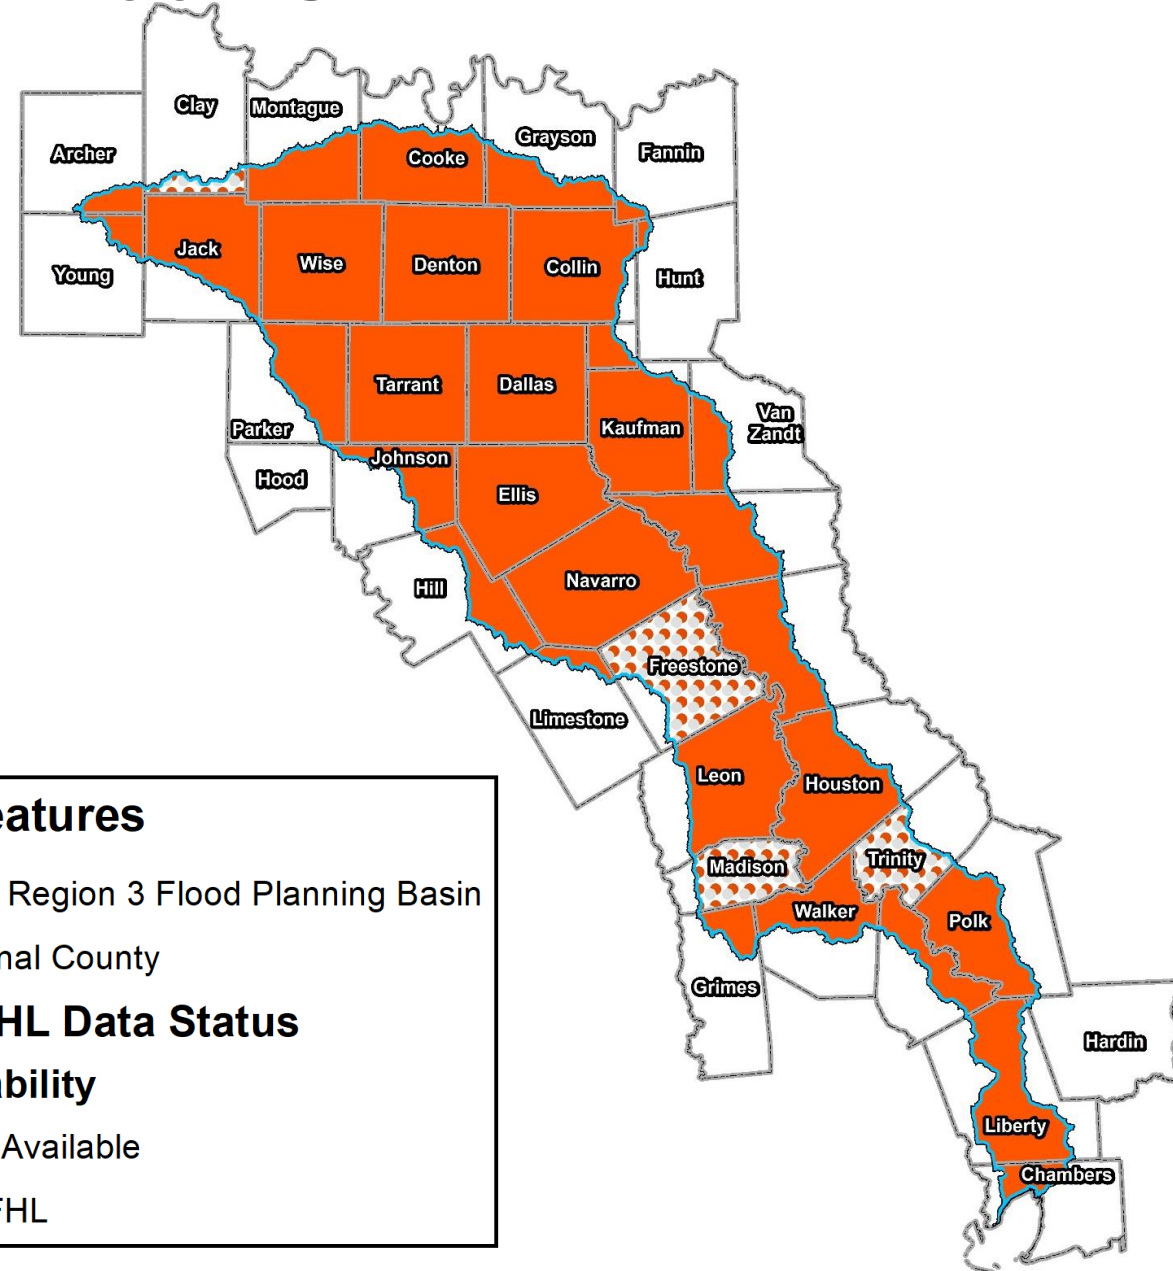 Clay
Montague
Grayson
Archer
Cooke
Fannin
Jack
Wise
Denton
Collin
Young
Hunt
Tarrant
Dallas
Van
Zandt
Parker
Kaufman
Johnson
Hood
Ellis
Hill
Navarro
Freestone
Limestone
Leon
Houston
Madison
Trinity
Walker
Polk
Grimes
Hardin
Liberty
Chambers
eatures
Region 3 Flood Planning Basin
nal County
HL Data Status
ability
Available
FHL